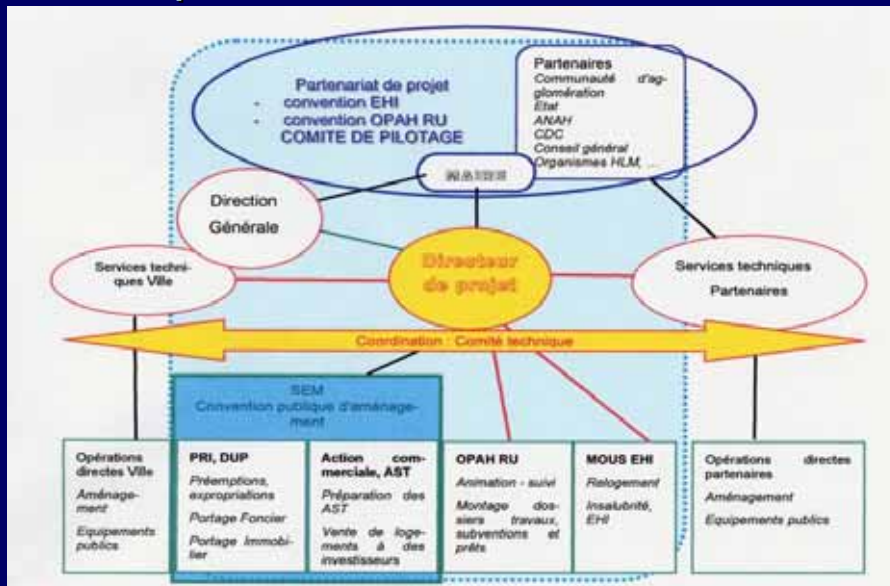 Partenariat de projet
- convention EHI
- convention OPAH RU
COMITE DE PILOTAGE
Partenaires
Communauté d'ag-
glomération
Etat
ANAH
CDC
Conseil général
Organismes HLM, ...
MAIRE
Direction
Générale
Services techni-
ques Ville
Directeur
de projet
Services techniques
Partenaires
Coordination : Comité technique
SEM
Convention publique d'aménage-
ment
Opérations
directes Ville
Aménage-
ment
Equipements
publics
PRI, DUP
Préemptions,
expropriations
Portage Foncier
Portage Immobi-
lier
Action com-
merciale, AST
Préparation des
AST
Vente de loge-
ments à des
investisseurs
OPAH RU
Animation - suivi
Montage dos-
siers travaux,
subventions et
prêts
MOUS EHI
Relogement
Insalubrité,
EHI
Opérations directes
partenaires
Aménagement
Equipements publics